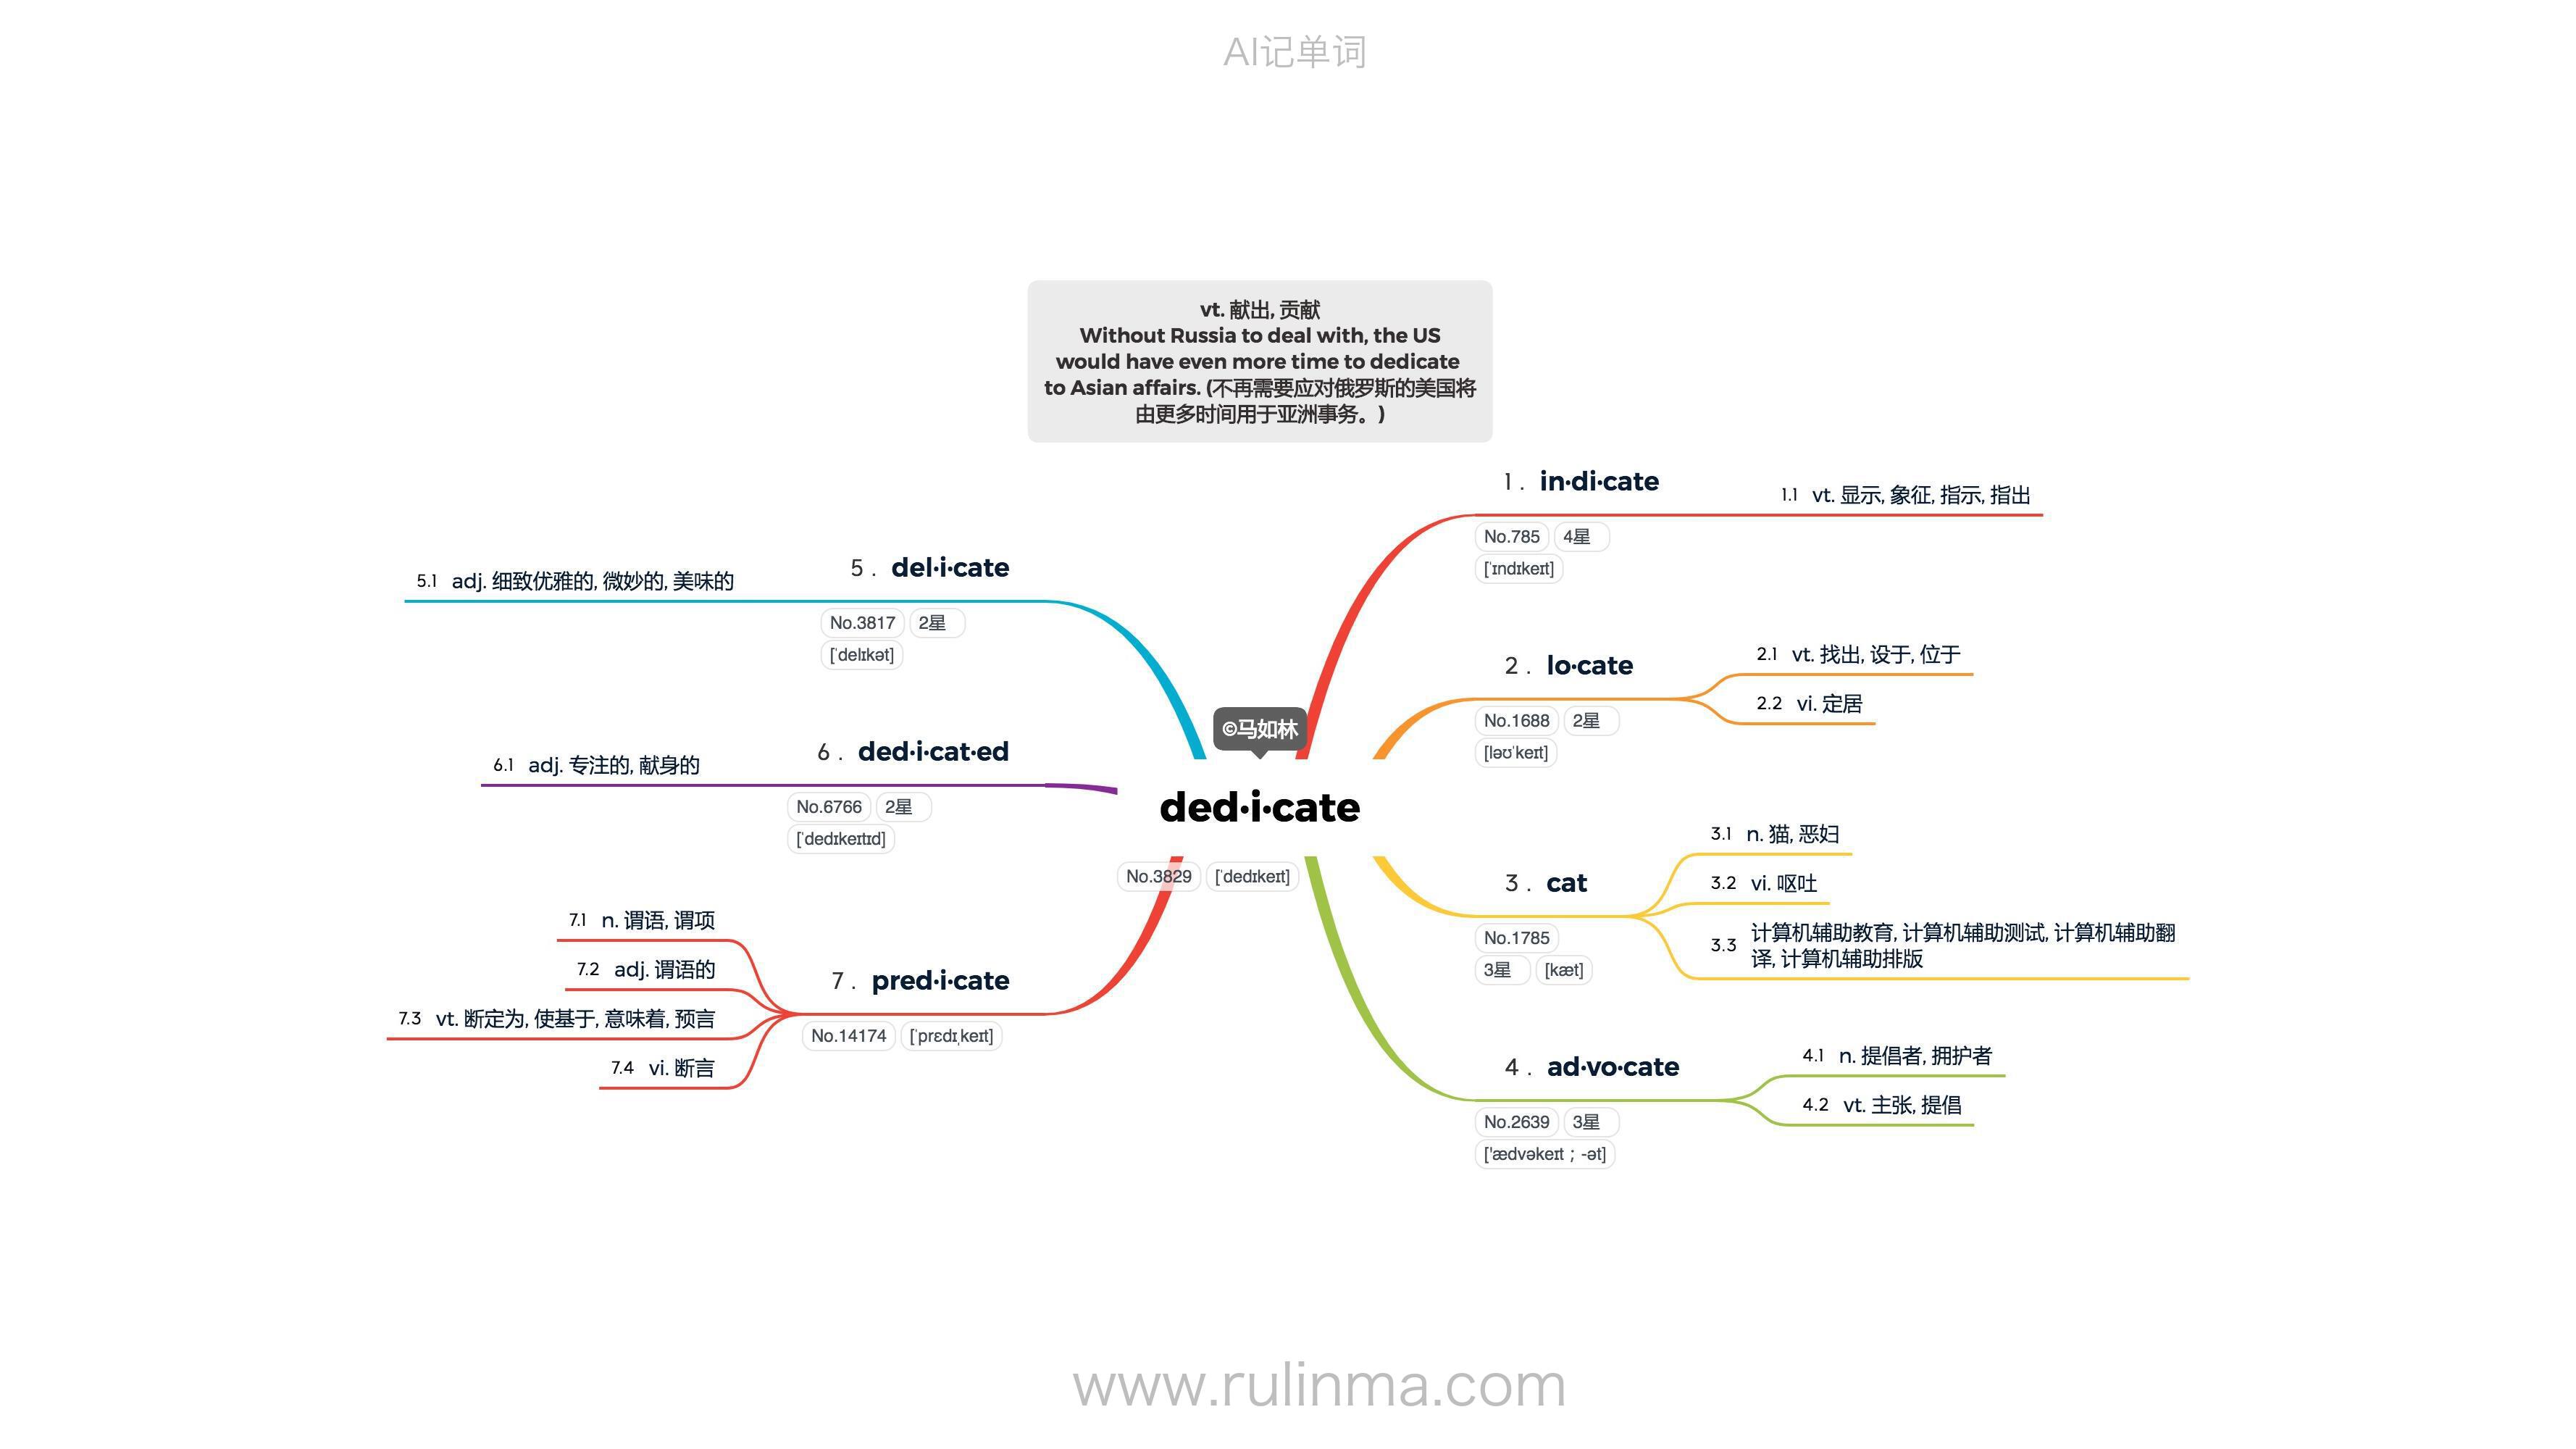 AI记单词
vt. 献出, 贡献
Without Russia to deal with, the US
would have even more time to dedicate
to Asian affairs. (不再需要应对俄罗斯的美国将
由更多时间用于亚洲事务。)
©马如林
ded·i·cate
No.3829 [ˈdedɪkeɪt]
1 . in·di·cate
No.785 4星
[ˈɪndɪkeɪt]
1.1 vt. 显示, 象征, 指示, 指出
2 . lo·cate
No.1688 2星
[ləʊˈkeɪt]
2.1 vt. 找出, 设于, 位于
2.2 vi. 定居
3 . cat
No.1785
3星 [kæt]
3.1 n. 猫, 恶妇
3.2 vi. 呕吐
3.3 计算机辅助教育, 计算机辅助测试, 计算机辅助翻
译, 计算机辅助排版
4 . ad·vo·cate
No.2639 3星
['ædvəkeɪt；-ət]
4.1 n. 提倡者, 拥护者
4.2 vt. 主张, 提倡
5 . del·i·cate
No.3817 2星
[ˈdelɪkət]
5.1 adj. 细致优雅的, 微妙的, 美味的
6 . ded·i·cat·ed
No.6766 2星
[ˈdedɪkeɪtɪd]
6.1 adj. 专注的, 献身的
7 . pred·i·cate
No.14174 [ˈprɛdɪˌkeɪt]
7.1 n. 谓语, 谓项
7.2 adj. 谓语的
7.3 vt. 断定为, 使基于, 意味着, 预言
7.4 vi. 断言
www.rulinma.com